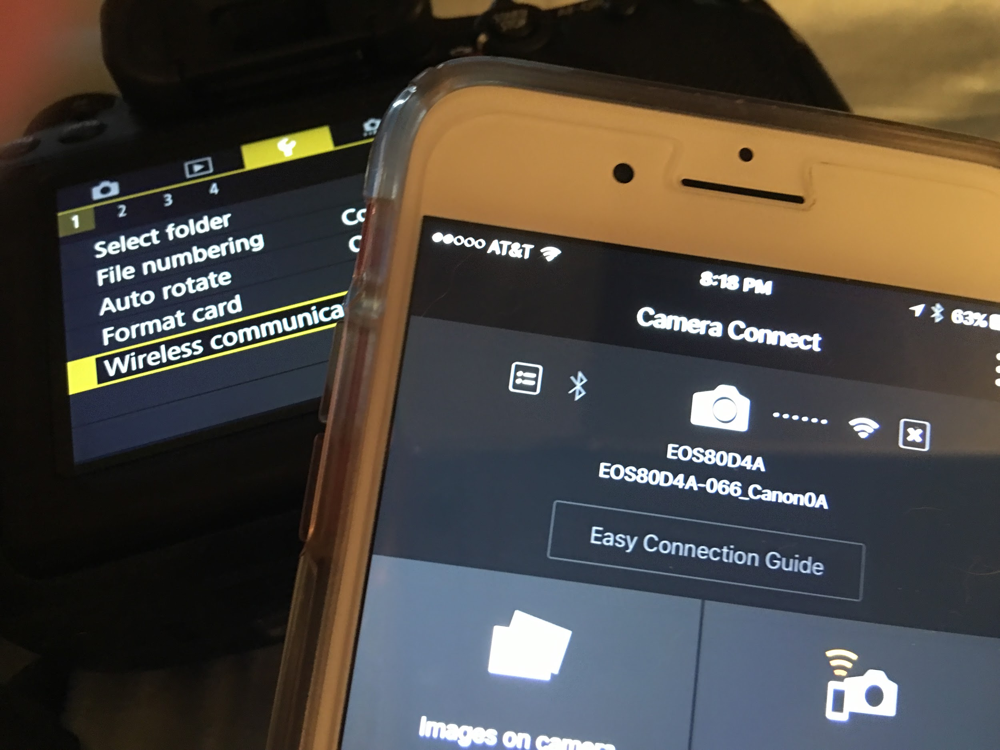 1 2 3 4
Select folder
File numbering
Auto rotate
Format card
Wireless communica
AT&T
8:18 PM
63%
Camera Connect
EOS80D4A
EOS80D4A-066_Canon0A
Easy Connection Guide
Images on camera